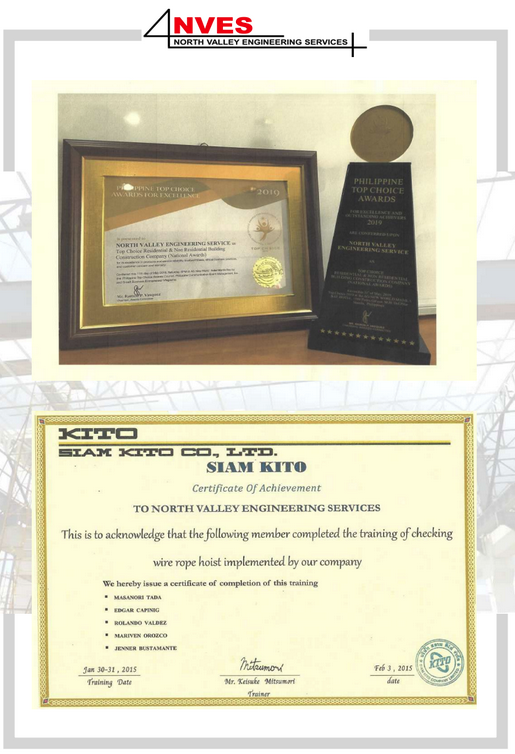 NVES
NORTH VALLEY ENGINEERING SERVICES
PHILIPPINE TOP CHOICE
AWARDS FOR EXCELLENCE
2019
NORTH VALLEY ENGINEERING SERVICE
Top Choice Residential & Non Residential Building
Construction Company (National Awards)
PHILIPPINE
TOP CHOICE
AWARDS
FOR EXCELLENCE AND
2019
NORTH VALLEY
ENGINEERING SERVICE
KITO
SIAM KITO CO., LTD.
SIAM KITO
Certificate Of Achievement
TO NORTH VALLEY ENGINEERING SERVICES
This is to acknowledge that the following member completed the training of checking
wire rope hoist implemented by our company
We hereby issue a certificate of completion of this training
MASANORI TADA
EDGAR CAPINIG
ROLANDO VALDEZ
MARIVEN OROZCO
JENNER BUSTAMANTE
Jan 30-31 , 2015
Training Date
Mitsumori
Mr. Keisuke Mitsumori
Trainer
Feb 3 , 2015
date
KITO